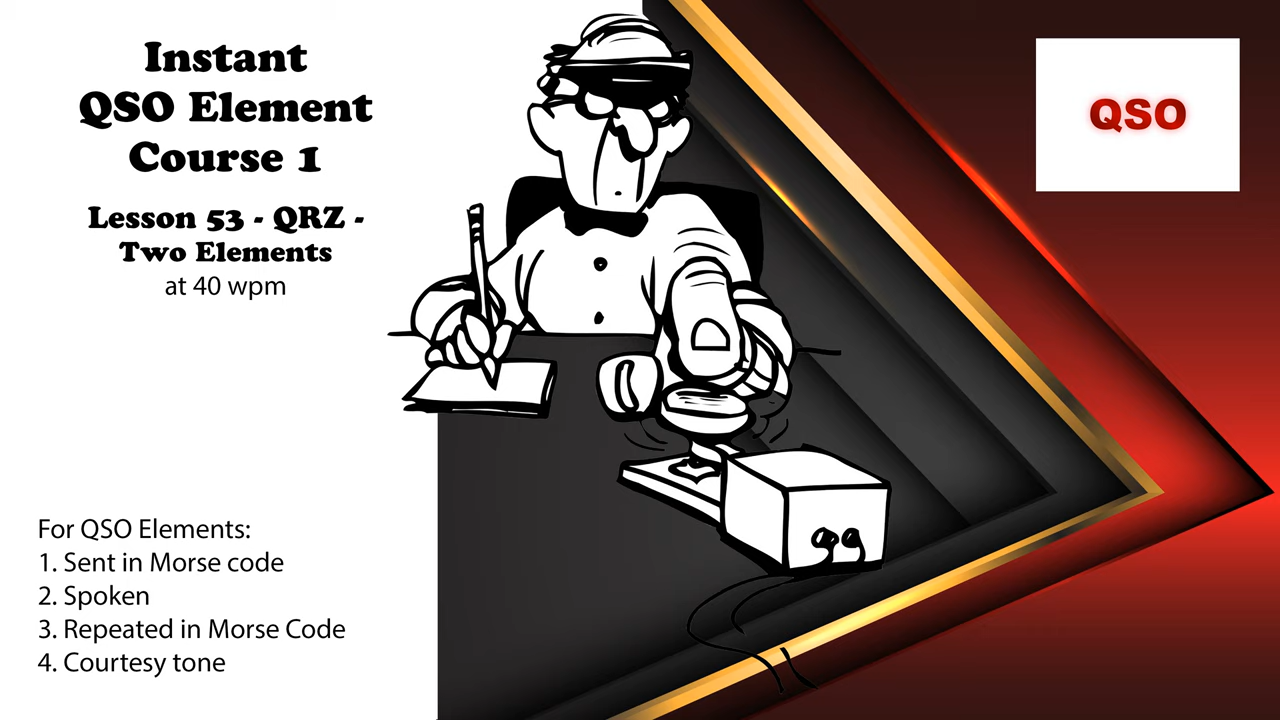 Instant
QSO Element
Course 1
Lesson 53 - QRZ -
Two Elements
at 40 wpm
QSO
For QSO Elements:
1. Sent in Morse code
2. Spoken
3. Repeated in Morse Code
4. Courtesy tone